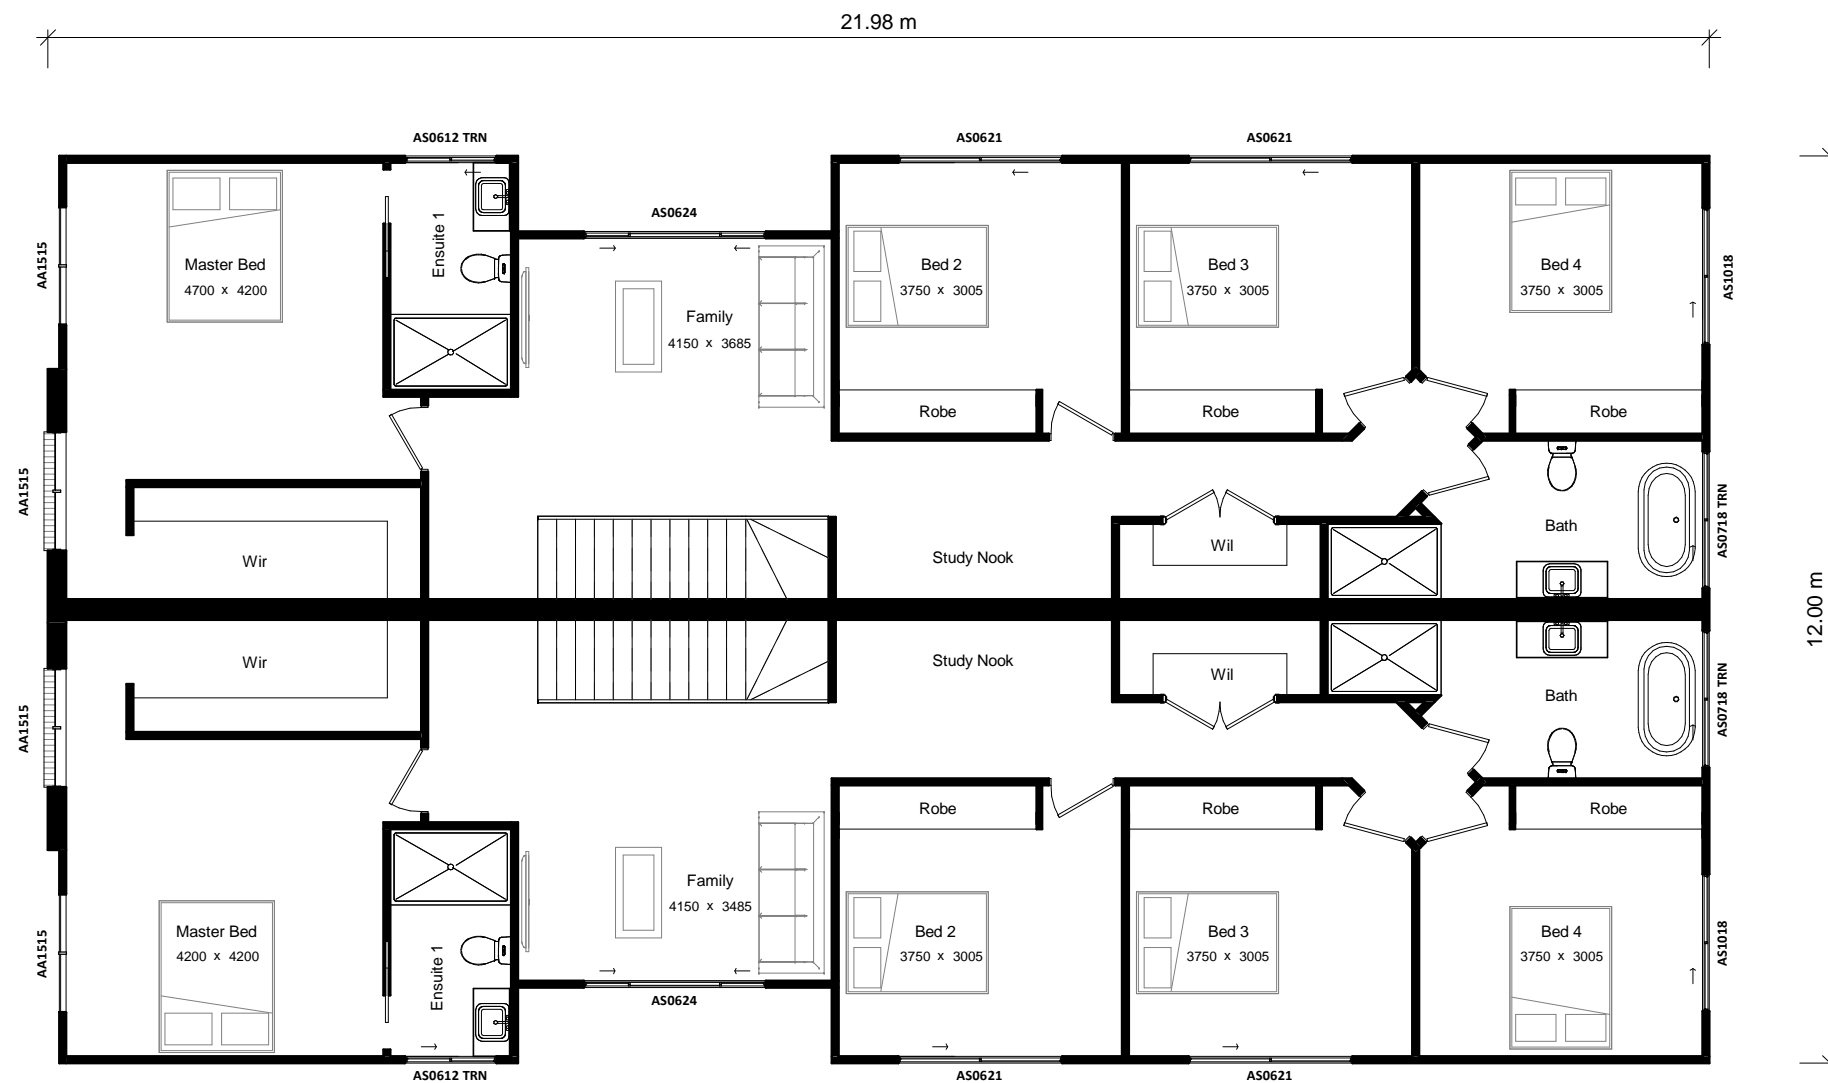 21.98 m
AS0612 TRN
AS0621
AS0621
AS0624
AA1515
Master Bed
4700 x 4200
Ensuite 1
Family
4150 x 3685
Bed 2
3750 x 3005
Bed 3
3750 x 3005
Bed 4
3750 x 3005
AS1018
Robe
Robe
Robe
AA1515
Wir
Study Nook
Wil
Bath
AS0718 TRN
12.00 m
AA1515
Wir
Study Nook
Wil
Bath
AS0718 TRN
Robe
Robe
Robe
AA1515
Master Bed
4200 x 4200
Ensuite 1
Family
4150 x 3485
Bed 2
3750 x 3005
Bed 3
3750 x 3005
Bed 4
3750 x 3005
AS1018
AS0624
AS0612 TRN
AS0621
AS0621